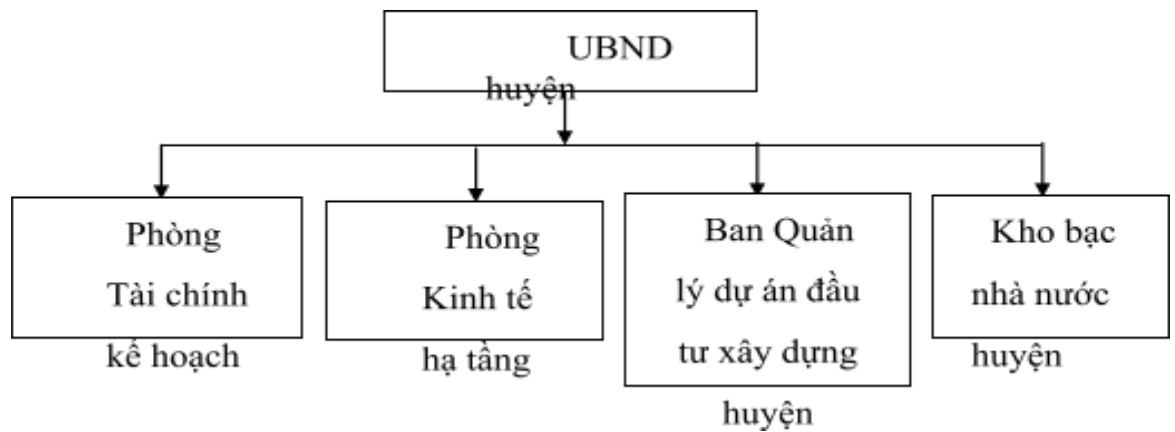 UBND
huyện
Phòng
Tài chính
kế hoạch
Phòng
Kinh tế
hạ tầng
Ban Quản
lý dự án đầu
tư xây dựng
huyện
Kho bạc
nhà nước
huyện